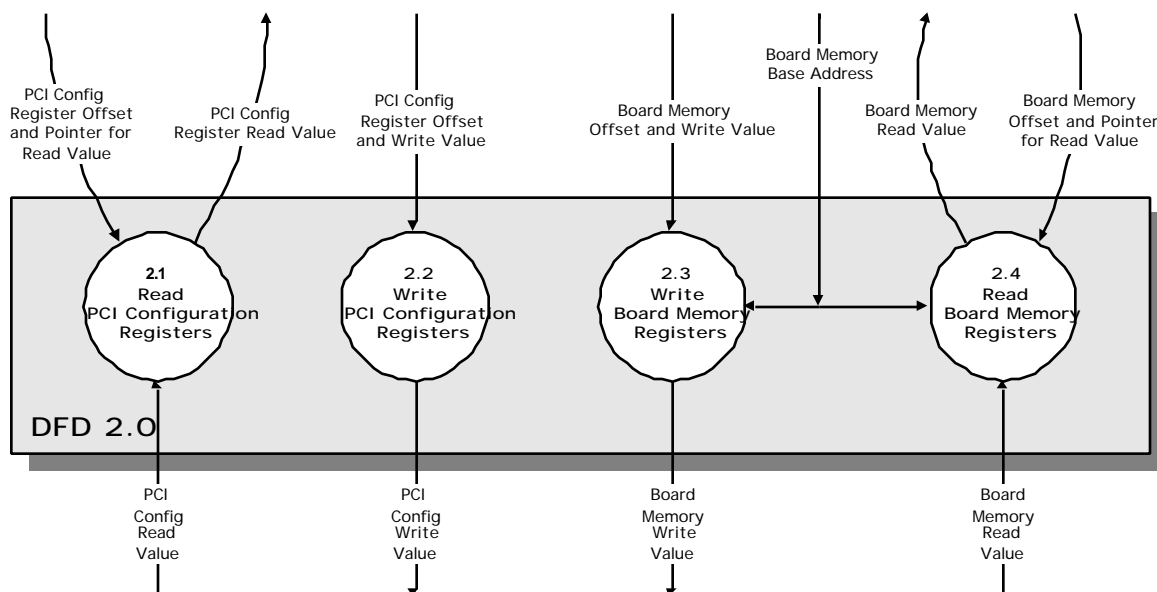 PCI Config
Register Offset
and Pointer for
Read Value
PCI Config
Register Read Value
PCI Config
Register Offset
and Write Value
Board Memory
Offset and Write Value
Board Memory
Base Address
Board Memory
Read Value
Board Memory
Offset and Pointer
for Read Value
2.1
Read
PCI Configuration
Registers
2.2
Write
PCI Configuration
Registers
2.3
Write
Board Memory
Registers
2.4
Read
Board Memory
Registers
DFD 2.0
PCI
Config
Read
Value
PCI
Config
Write
Value
Board
Memory
Write
Value
Board
Memory
Read
Value